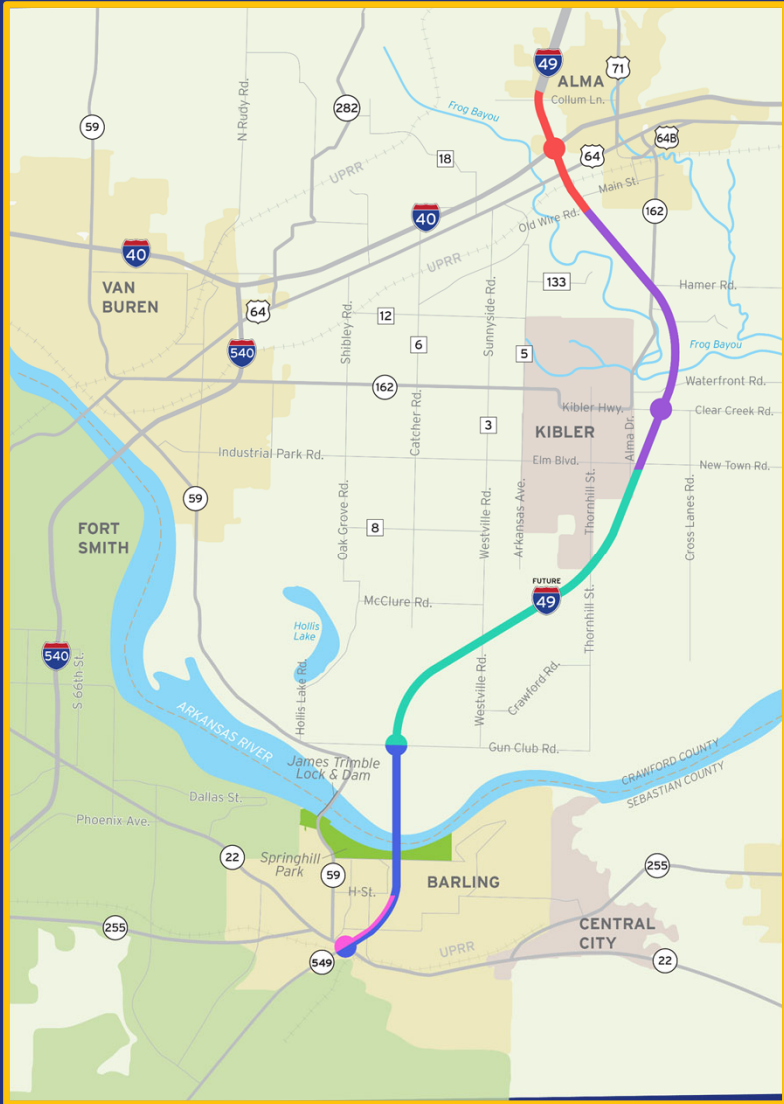 49
71
ALMA
Collum Ln.
59
N Rudy Rd.
282
Frog Bayou
64B
UPRR
18
64
Main St.
162
40
Old Wire Rd.
40
UPRR
VAN
BUREN
133
Hamer Rd.
64
12
Shibley Rd.
Sunnyside Rd.
6
5
540
Frog Bayou
162
Waterfront Rd.
Catcher Rd.
Kibler Hwy.
Clear Creek Rd.
3
KIBLER
Alma Dr.
Industrial Park Rd.
Elm Blvd.
New Town Rd.
59
Oak Grove Rd.
Westville Rd.
Arkansas Ave.
Thornhill St.
Cross Lanes Rd.
FORT
SMITH
8
FUTURE
49
McClure Rd.
Hollis
Lake
Thornhill St.
540
S 66th St.
Hollis Lake Rd.
Westville Rd.
Crawford Rd.
ARKANSAS RIVER
Gun Club Rd.
James Trimble
Lock & Dam
CRAWFORD COUNTY
SEBASTIAN COUNTY
Dallas St.
Phoenix Ave.
22
Springhill
Park
59
H-St.
BARLING
255
255
CENTRAL
CITY
UPRR
549
22